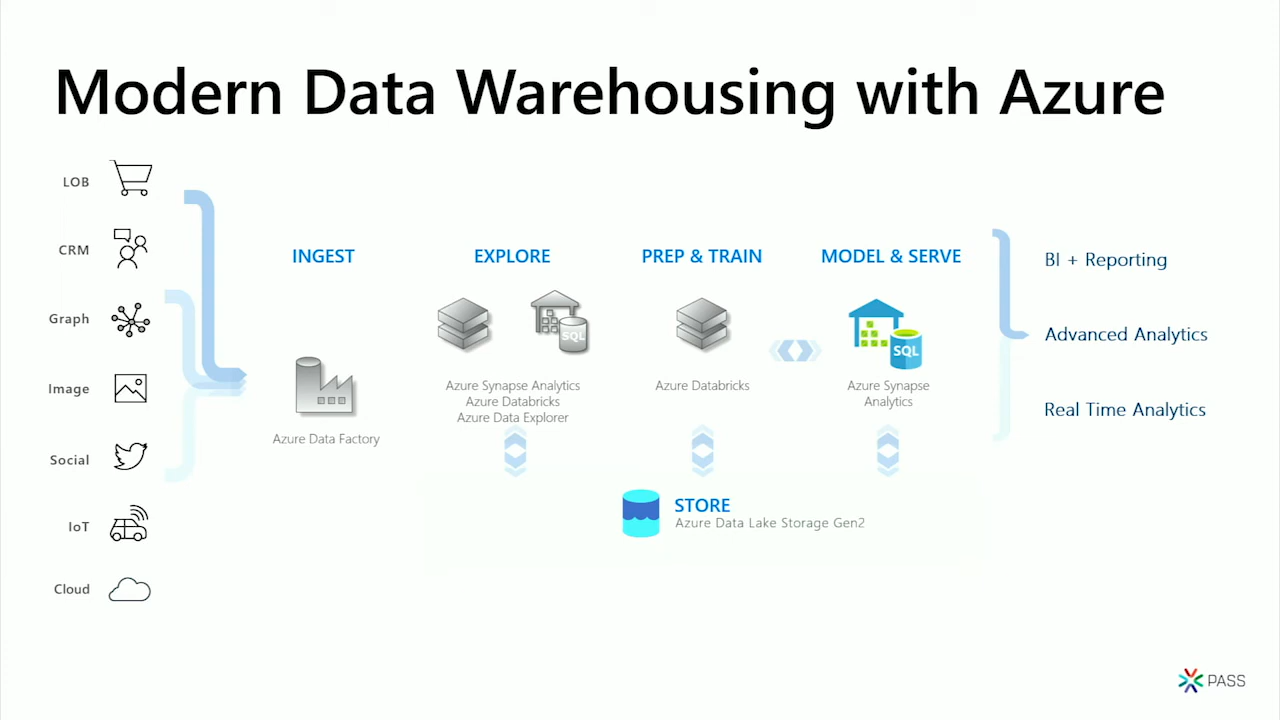 Modern Data Warehousing with Azure
LOB
CRM
Graph
Image
Social
IoT
Cloud
INGEST
Azure Data Factory
EXPLORE
SQL
Azure Synapse Analytics
Azure Databricks
Azure Data Explorer
PREP & TRAIN
Azure Databricks
MODEL & SERVE
SQL
Azure Synapse
Analytics
STORE
Azure Data Lake Storage Gen2
BI + Reporting
Advanced Analytics
Real Time Analytics
PASS